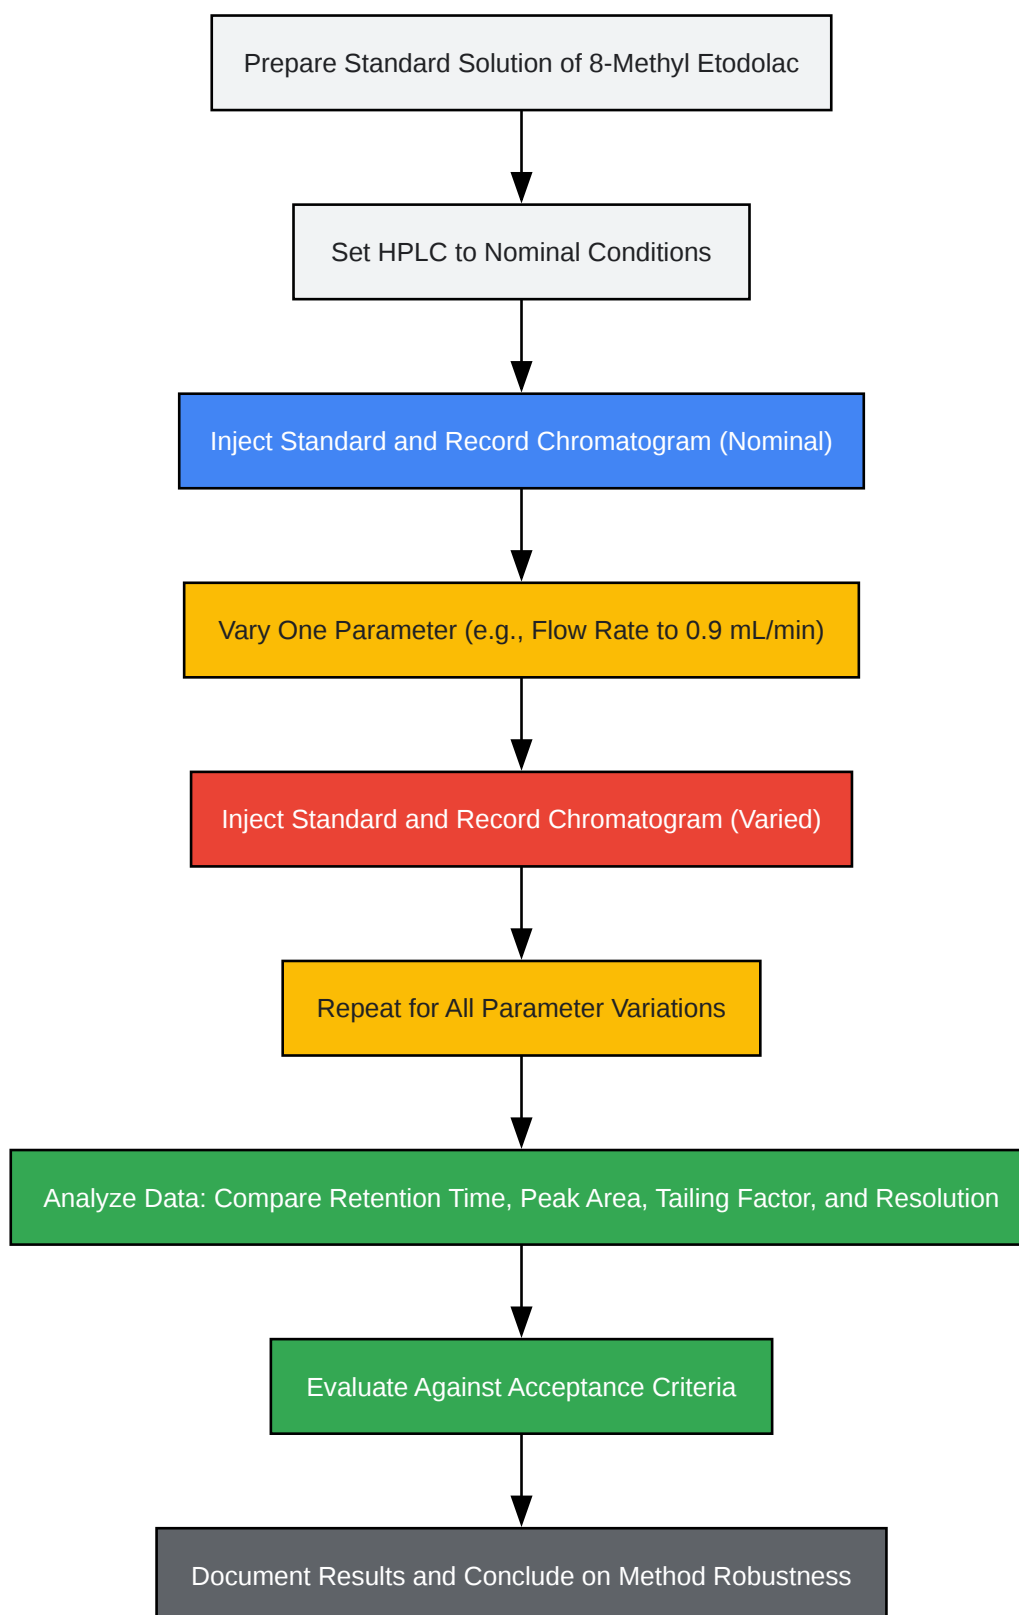 Prepare Standard Solution of 8-Methyl Etodolac
Set HPLC to Nominal Conditions
Inject Standard and Record Chromatogram (Nominal)
Vary One Parameter (e.g., Flow Rate to 0.9 mL/min)
Inject Standard and Record Chromatogram (Varied)
Repeat for All Parameter Variations
Analyze Data: Compare Retention Time, Peak Area, Tailing Factor, and Resolution
Evaluate Against Acceptance Criteria
Document Results and Conclude on Method Robustness